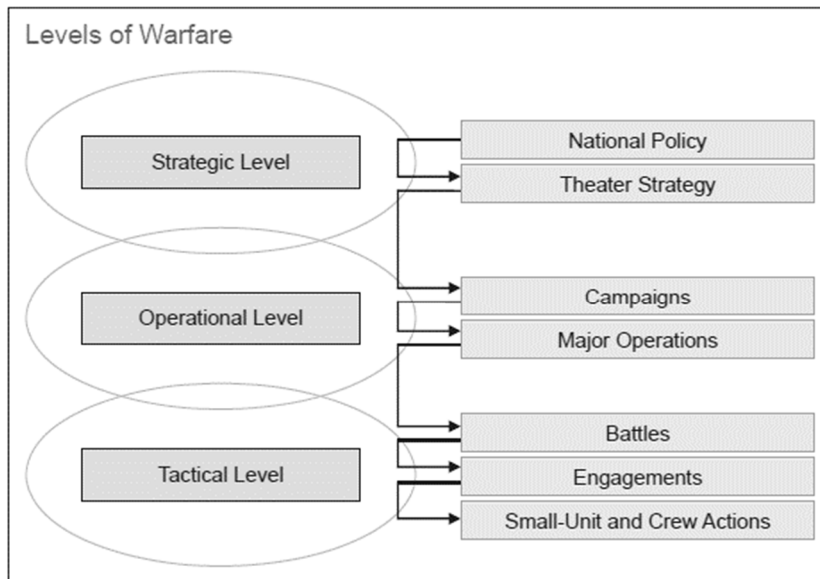 Levels of Warfare
Strategic Level
National Policy
Theater Strategy
Operational Level
Campaigns
Major Operations
Tactical Level
Battles
Engagements
Small-Unit and Crew Actions